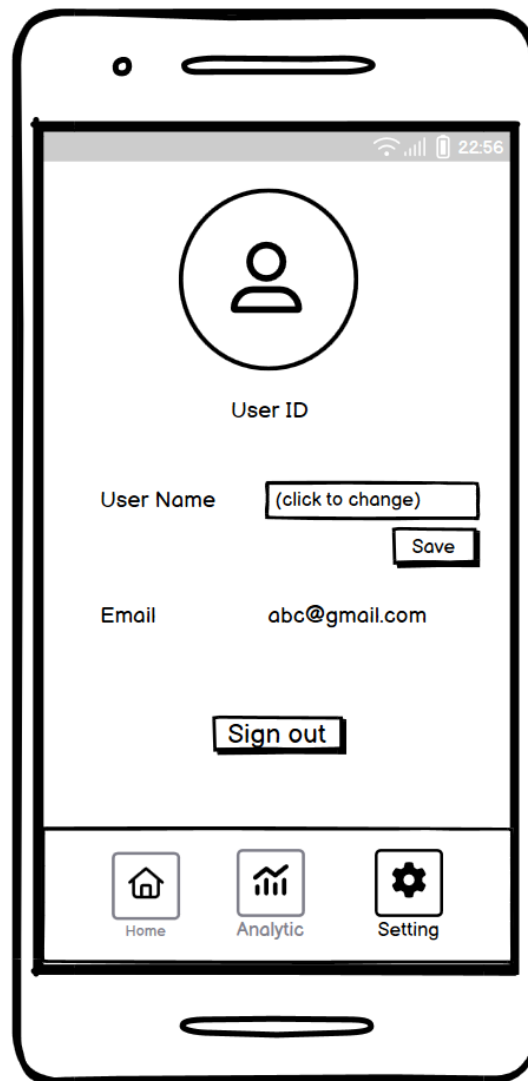 22:56
User ID
User Name (click to change)
Save
Email abc@gmail.com
Sign out
Home Analytic Setting